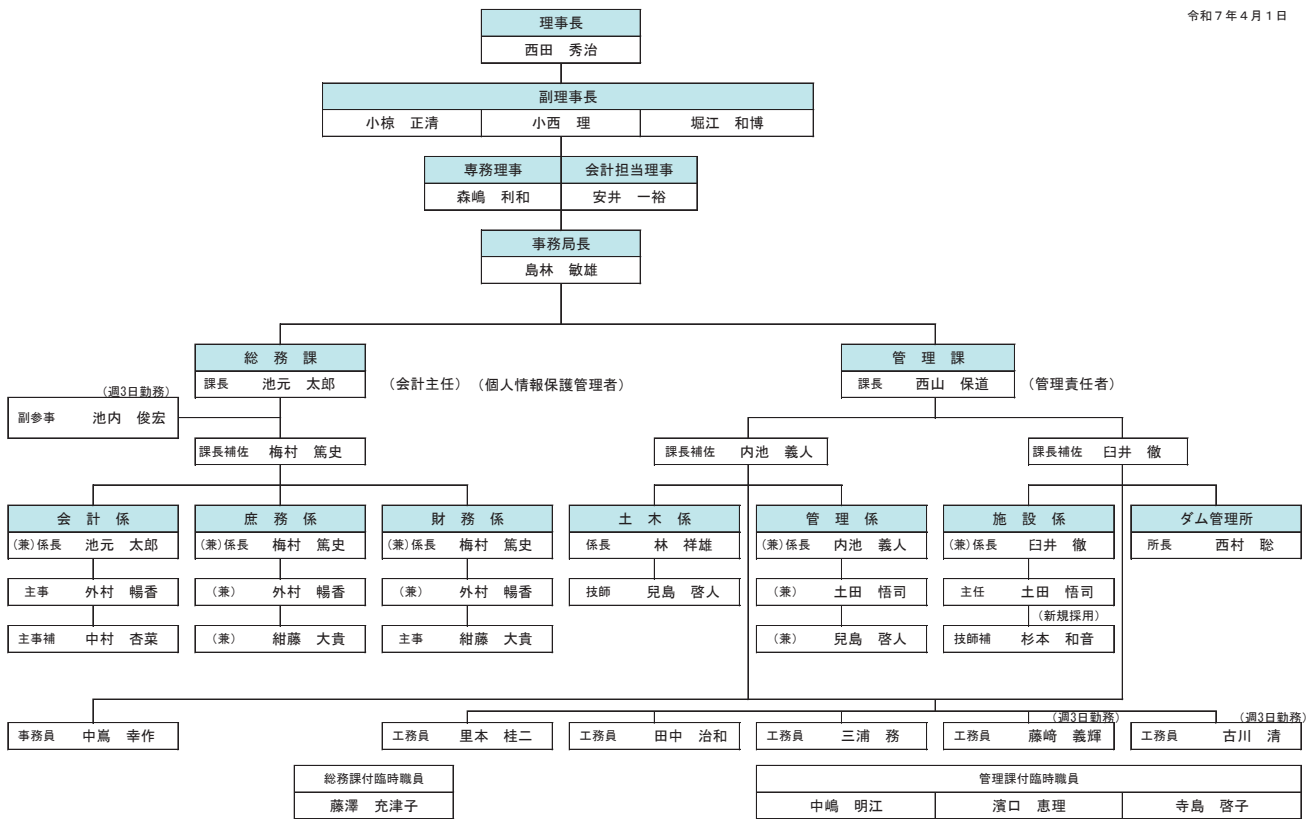 令和７年４月１日
理事長
西田　秀治
副理事長
小椋　正清　小西　理　堀江　和博
専務理事　会計担当理事
森嶋　利和　安井　一裕
事務局長
島林　敏雄
総　務　課　管　理　課
課長　池元　太郎　（会計主任）（個人情報保護管理者）　課長　西山　保道　（管理責任者）
（週3日勤務）
副参事　池内　俊宏
課長補佐　梅村　篤史　課長補佐　内池　義人　課長補佐　臼井　徹
会　計　係　庶　務　係　財　務　係　土　木　係　管　理　係　施　設　係　ダム管理所
（兼）係長　池元　太郎　（兼）係長　梅村　篤史　（兼）係長　梅村　篤史　係長　林　祥雄　（兼）係長　内池　義人　（兼）係長　臼井　徹　所長　西村　聡
主事　外村　暢香　（兼）　外村　暢香　（兼）　外村　暢香　技師　兒島　啓人　（兼）　土田　悟司　主任　土田　悟司
（新規採用）
主事補　中村　杏菜　（兼）　紺藤　大貴　主事　紺藤　大貴　（兼）　兒島　啓人　技師補　杉本　和音
（週3日勤務）　（週3日勤務）
事務員　中嶌　幸作　工務員　里本　桂二　工務員　田中　治和　工務員　三浦　務　工務員　藤﨑　義輝　工務員　古川　清
総務課付臨時職員　管理課付臨時職員
藤澤　充津子　中嶋　明江　濱口　恵理　寺島　啓子